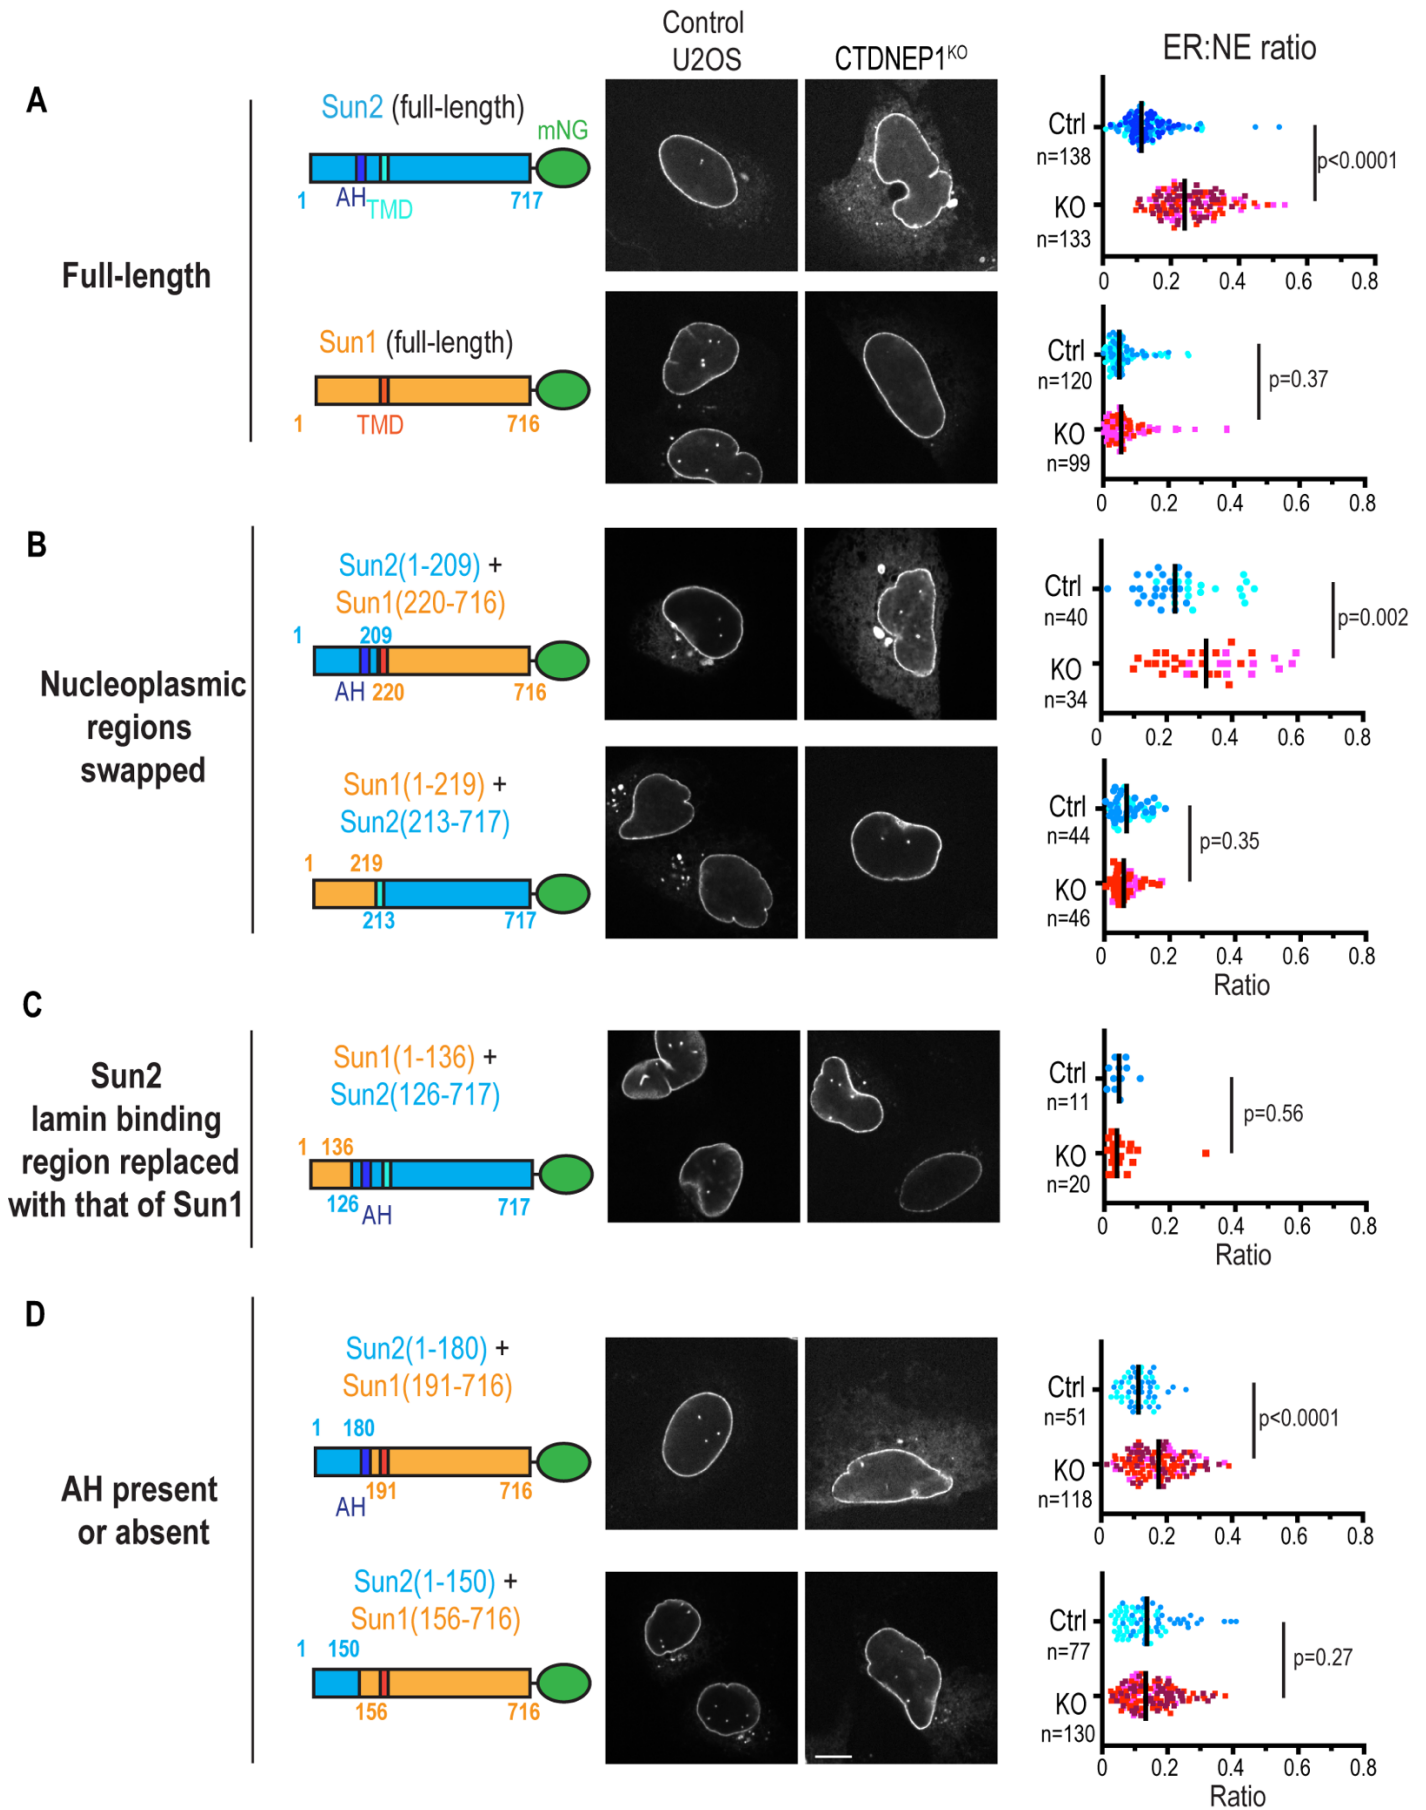 Control
U2OS
CTDNEP1KO
ER:NE ratio
A
Full-length
Sun2 (full-length)
mNG
1
AH
TMD
717
Ctrl
n=138
KO
n=133
p<0.0001
0 0.2 0.4 0.6 0.8
Sun1 (full-length)
1
TMD
716
Ctrl
n=120
KO
n=99
p=0.37
0 0.2 0.4 0.6 0.8
B
Nucleoplasmic
regions
swapped
Sun2(1-209) +
Sun1(220-716)
1 209
AH 220 716
Ctrl
n=40
KO
n=34
p=0.002
0 0.2 0.4 0.6 0.8
Sun1(1-219) +
Sun2(213-717)
1 219
213 717
Ctrl
n=44
KO
n=46
p=0.35
0 0.2 0.4 0.6 0.8
Ratio
C
Sun2
lamin binding
region replaced
with that of Sun1
Sun1(1-136) +
Sun2(126-717)
1 136
126 AH 717
Ctrl
n=11
KO
n=20
p=0.56
0 0.2 0.4 0.6 0.8
Ratio
D
AH present
or absent
Sun2(1-180) +
Sun1(191-716)
1 180
AH 191 716
Ctrl
n=51
KO
n=118
p<0.0001
0 0.2 0.4 0.6 0.8
Sun2(1-150) +
Sun1(156-716)
1 150
156 716
Ctrl
n=77
KO
n=130
p=0.27
0 0.2 0.4 0.6 0.8
Ratio